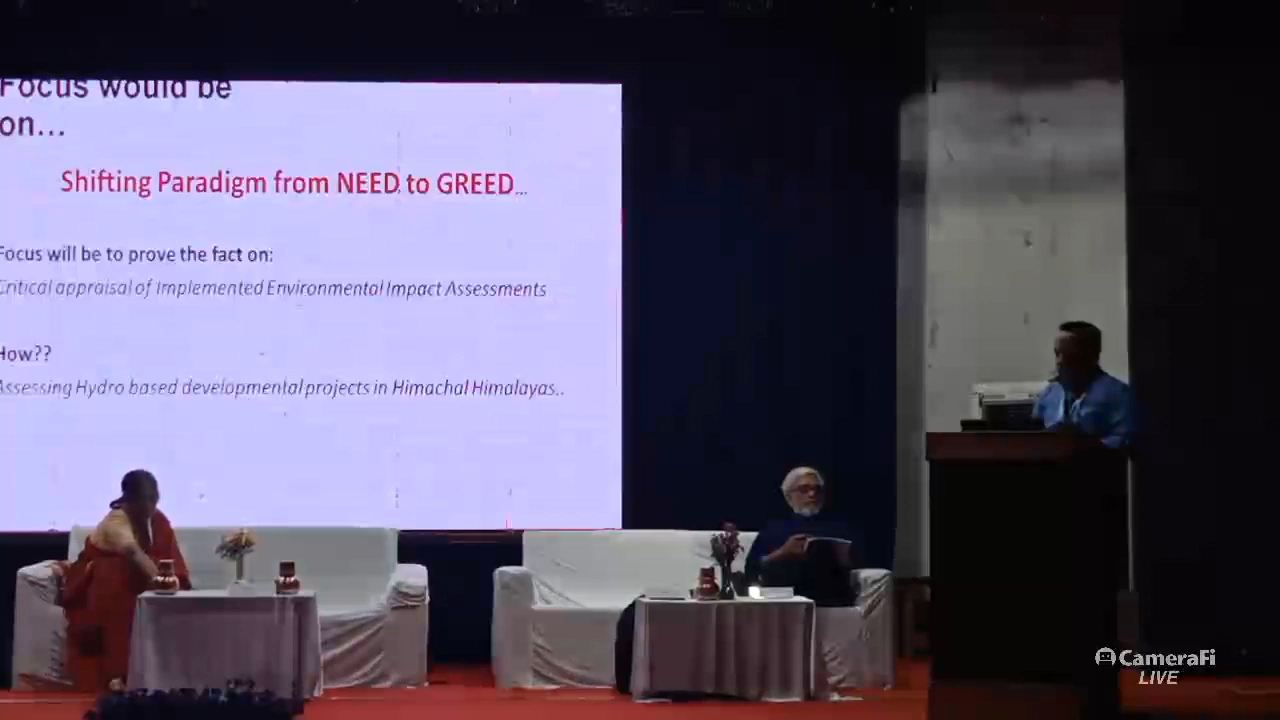 Focus would be
on...
Shifting Paradigm from NEED to GREED...
Focus will be to prove the fact on:
Critical appraisal of Implemented Environmental Impact Assessments
How??
Assessing Hydro based developmental projects in Himachal Himalayas..
CameraFi
LIVE